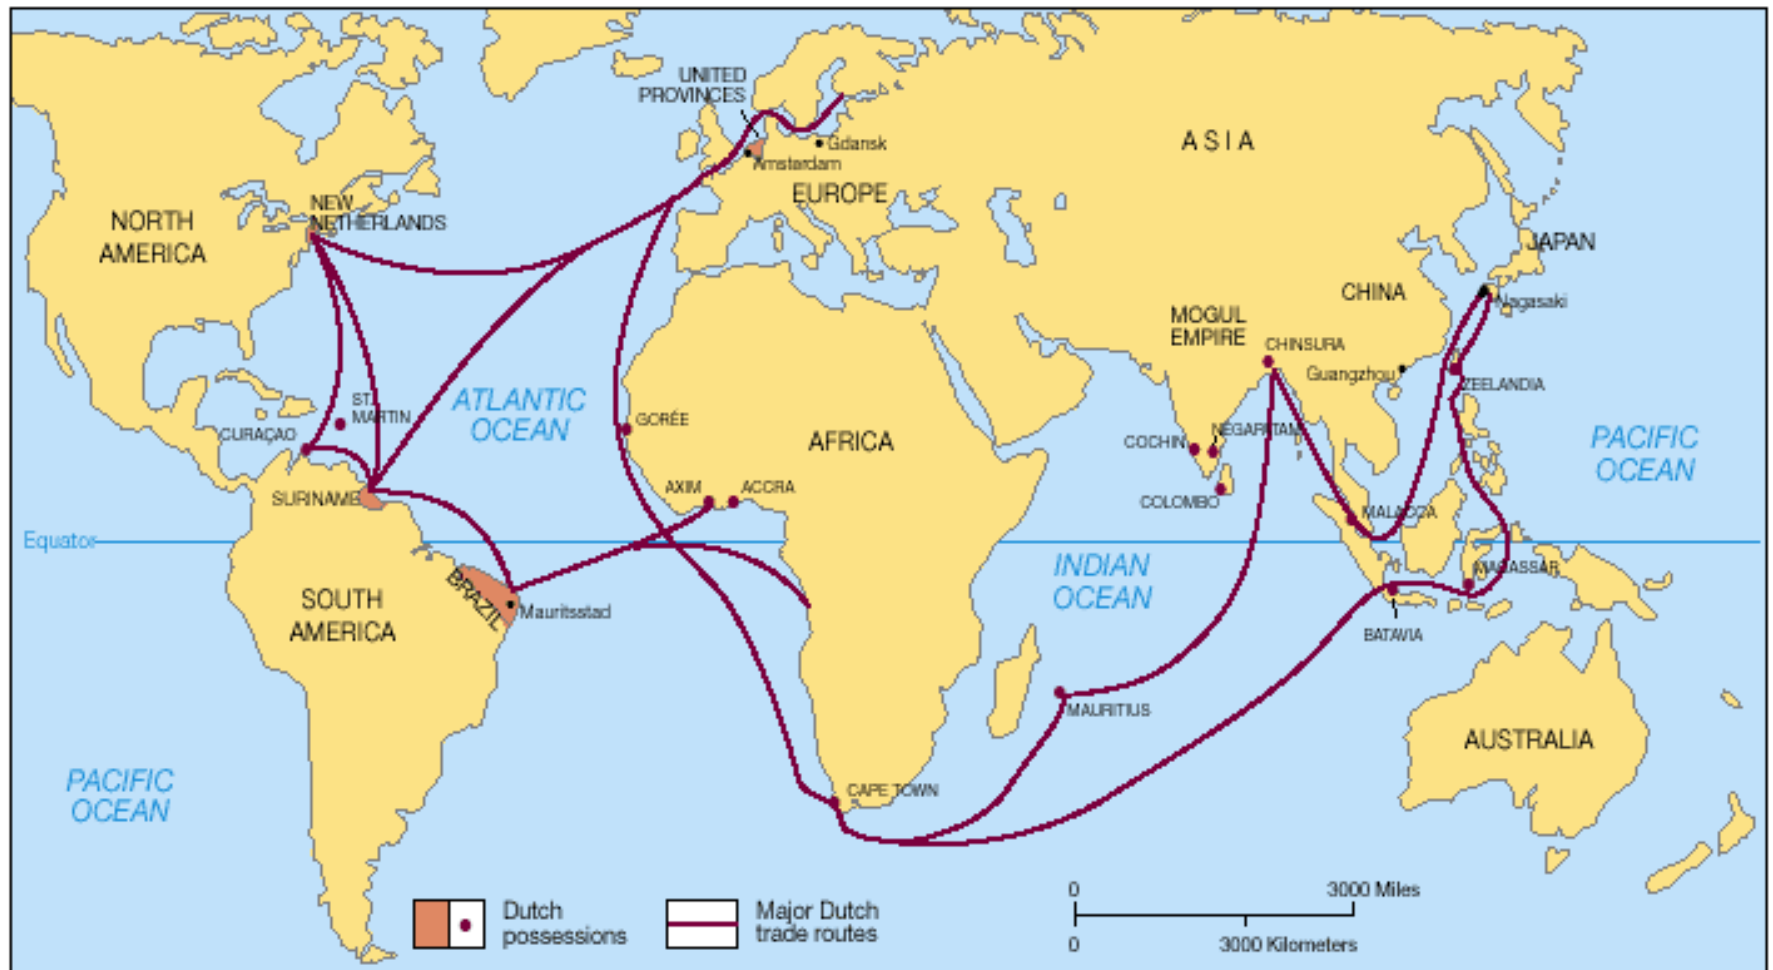 UNITED
PROVINCES
Gdansk
Amsterdam
ASIA
EUROPE
NEW
NETHERLANDS
NORTH
AMERICA
JAPAN
CHINA
Nagasaki
MOGUL
EMPIRE
CHINSURA
Guangzhou
ZEELANDIA
ST.
MARTIN
ATLANTIC
OCEAN
GORÉE
CURAÇAO
AFRICA
COCHIN
NEGAPATAM
PACIFIC
OCEAN
SURINAME
AXIM
ACCRA
COLOMBO
MALACCA
Equator
INDIAN
OCEAN
MACASSAR
BRAZIL
Mauritsstad
SOUTH
AMERICA
BATAVIA
MAURITIUS
AUSTRALIA
PACIFIC
OCEAN
CAPE TOWN
Dutch
possessions
Major Dutch
trade routes
0
3000 Miles
0
3000 Kilometers